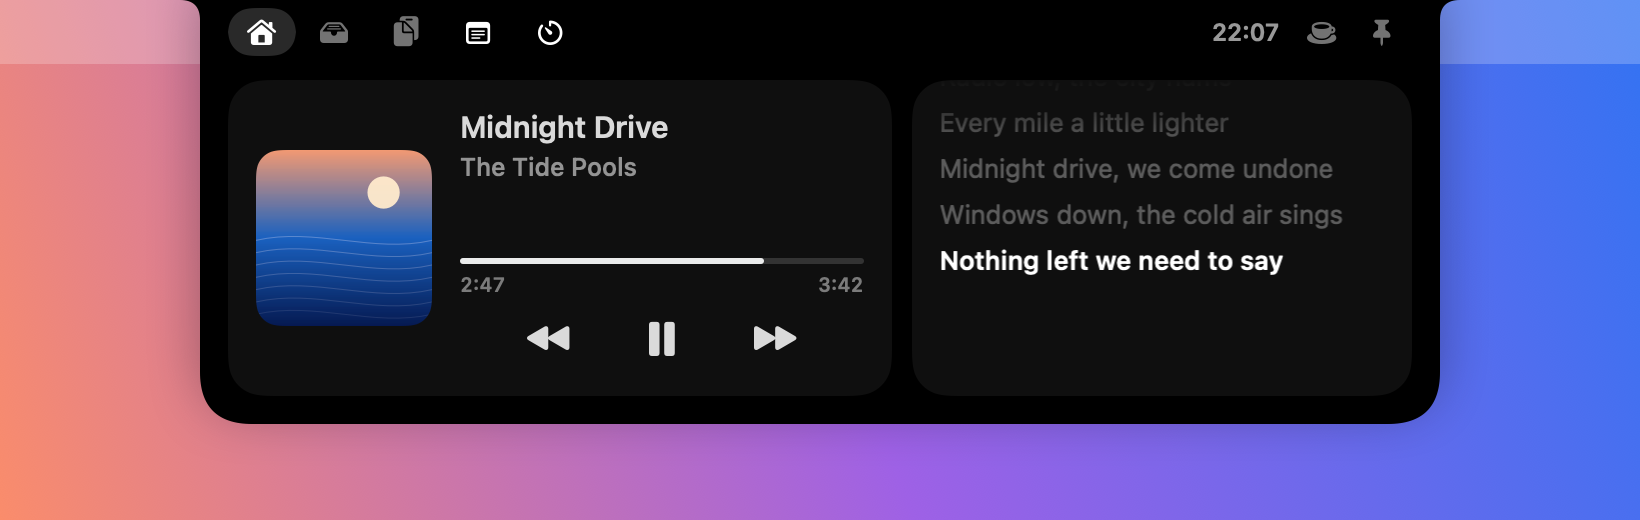 22:07
Midnight Drive
The Tide Pools
2:47
3:42
Every mile a little lighter
Midnight drive, we come undone
Windows down, the cold air sings
Nothing left we need to say